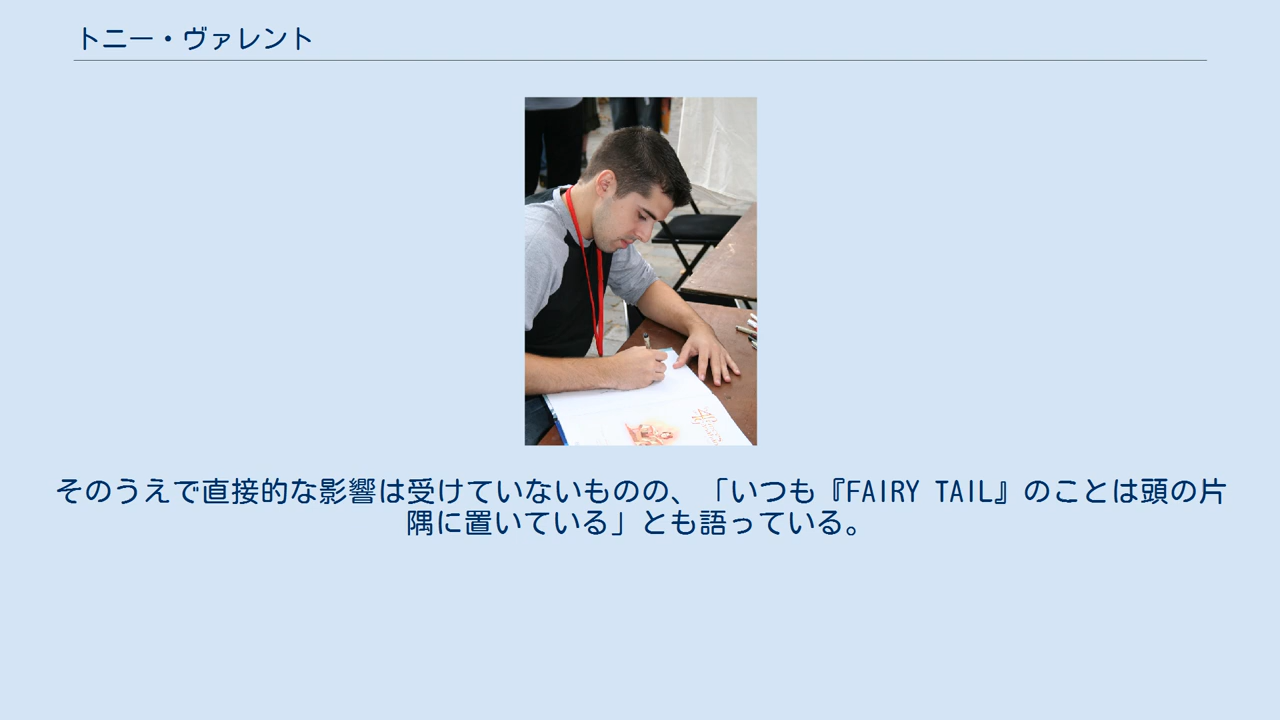 トニー・ヴァレント
そのうえで直接的な影響は受けていないものの、「いつも『FAIRY TAIL』のことは頭の片
隅に置いている」とも語っている。